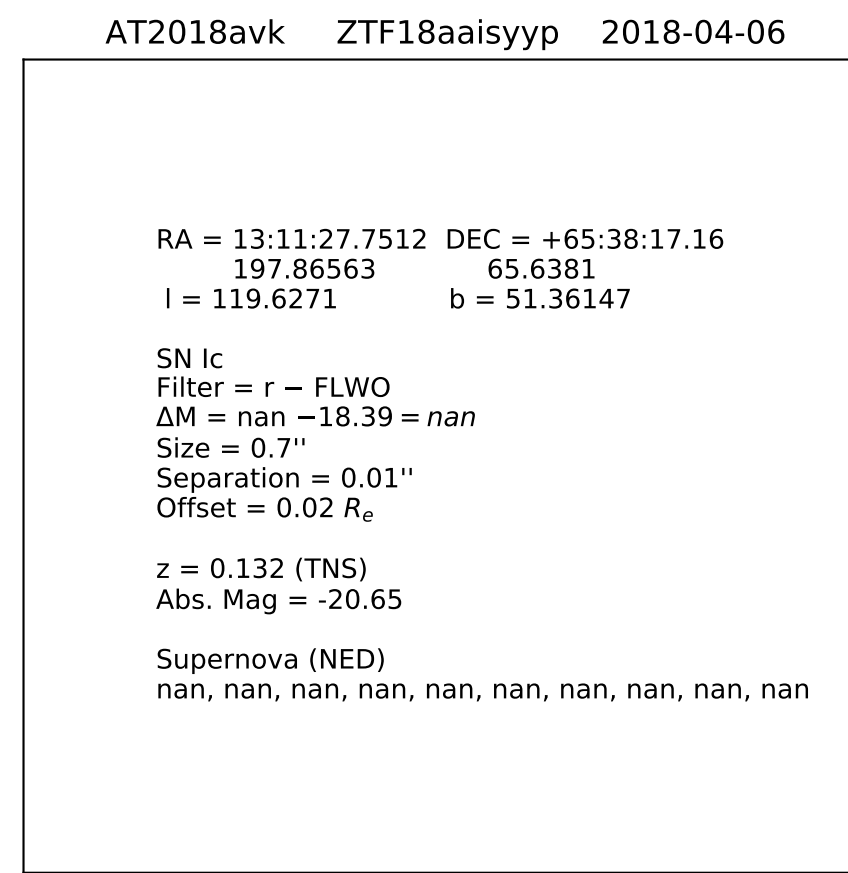 AT2018avk ZTF18aaisyyp 2018-04-06
RA = 13:11:27.7512 DEC = +65:38:17.16
197.86563 65.6381
l = 119.6271 b = 51.36147
SN Ic
Filter = r − FLWO
ΔM = nan −18.39 = nan
Size = 0.7''
Separation = 0.01''
Offset = 0.02 Rₑ
z = 0.132 (TNS)
Abs. Mag = -20.65
Supernova (NED)
nan, nan, nan, nan, nan, nan, nan, nan, nan, nan